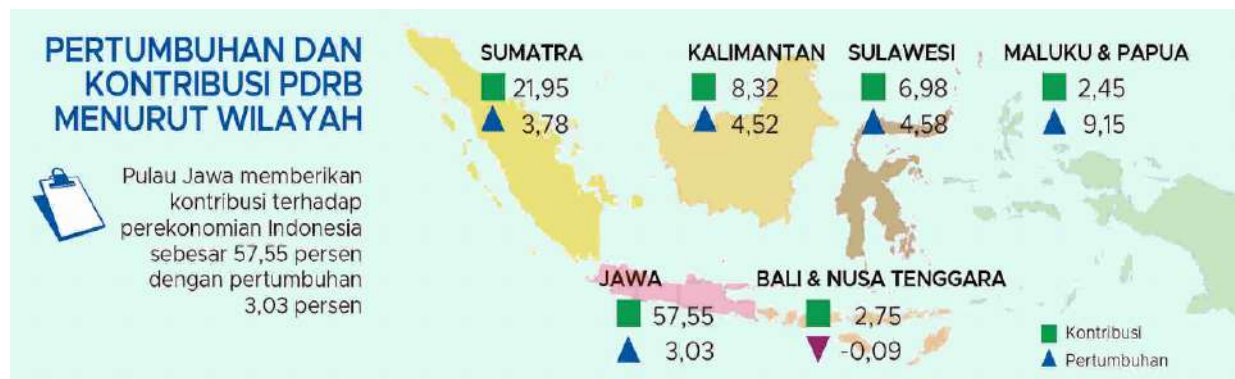 PERTUMBUHAN DAN
KONTRIBUSI PDRB
MENURUT WILAYAH
Pulau Jawa memberikan
kontribusi terhadap
perekonomian Indonesia
sebesar 57,55 persen
dengan pertumbuhan
3,03 persen
SUMATRA
21,95
3,78
KALIMANTAN
8,32
4,52
SULAWESI
6,98
4,58
MALUKU & PAPUA
2,45
9,15
JAWA
57,55
3,03
BALI & NUSA TENGGARA
2,75
-0,09
Kontribusi
Pertumbuhan